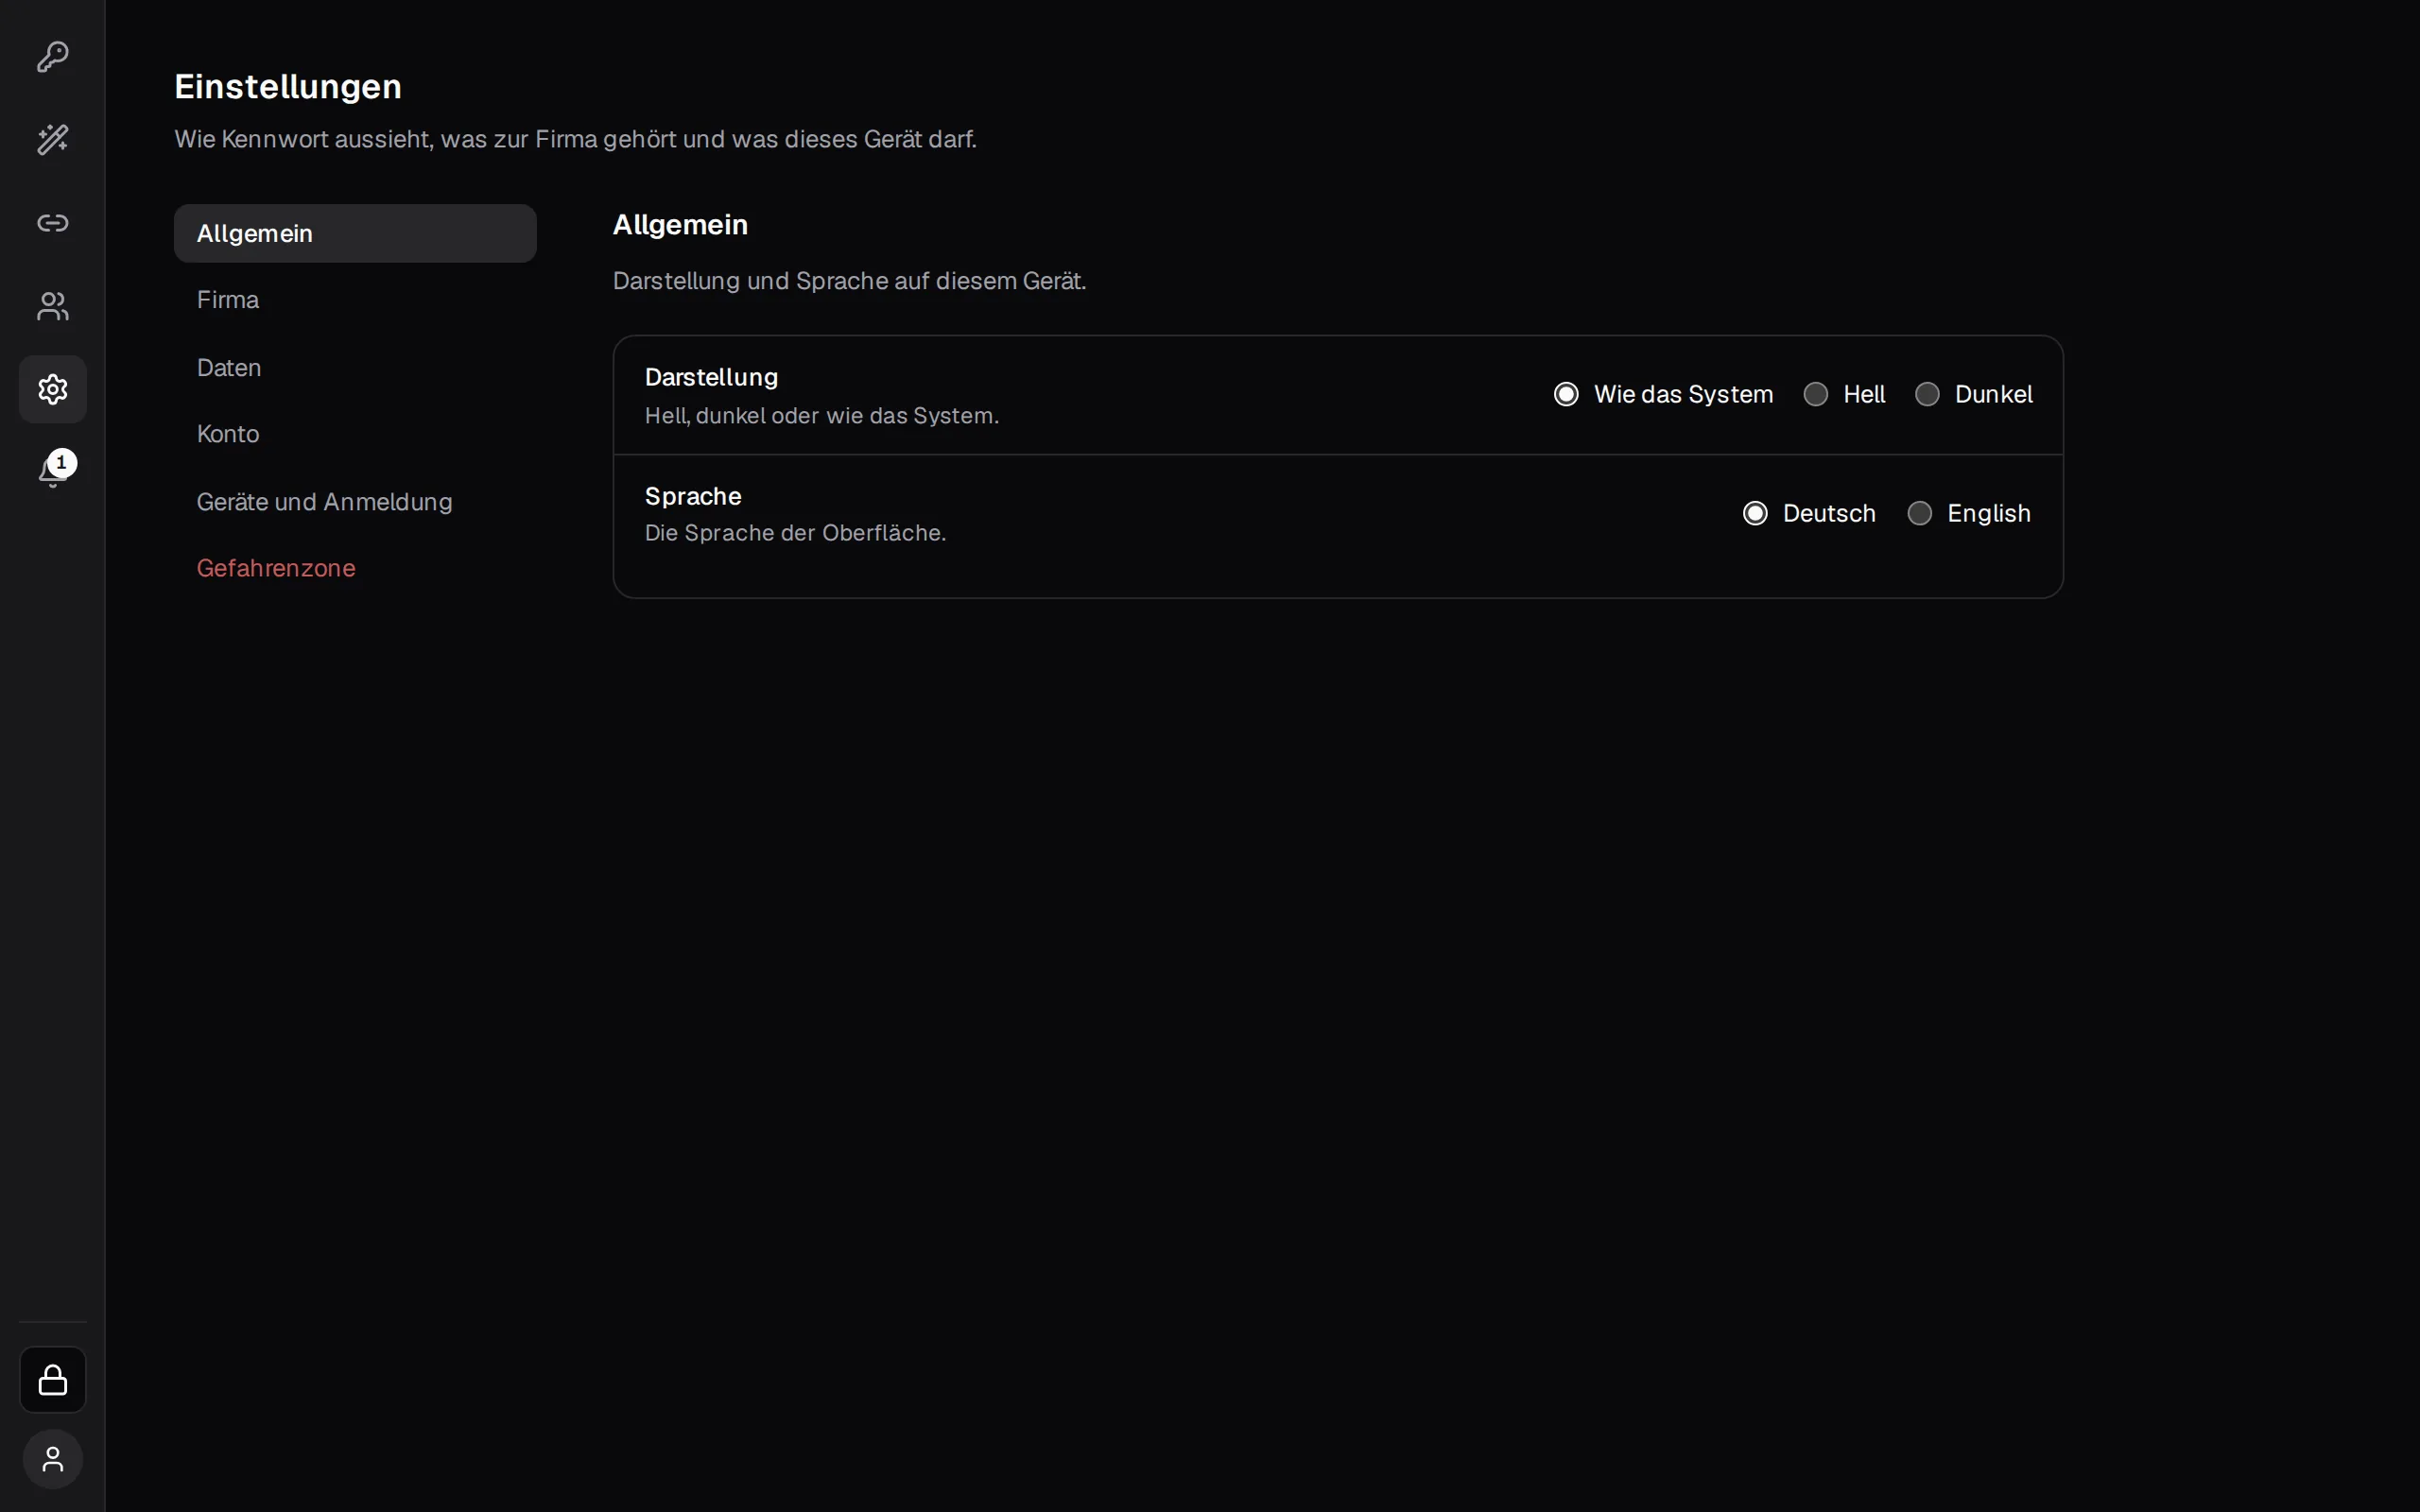 Einstellungen
Wie Kennwort aussieht, was zur Firma gehört und was dieses Gerät darf.
Allgemein
Firma
Daten
Konto
Geräte und Anmeldung
Gefahrenzone
Allgemein
Darstellung und Sprache auf diesem Gerät.
Darstellung
Hell, dunkel oder wie das System.
Wie das System Hell Dunkel
Sprache
Die Sprache der Oberfläche.
Deutsch English
1